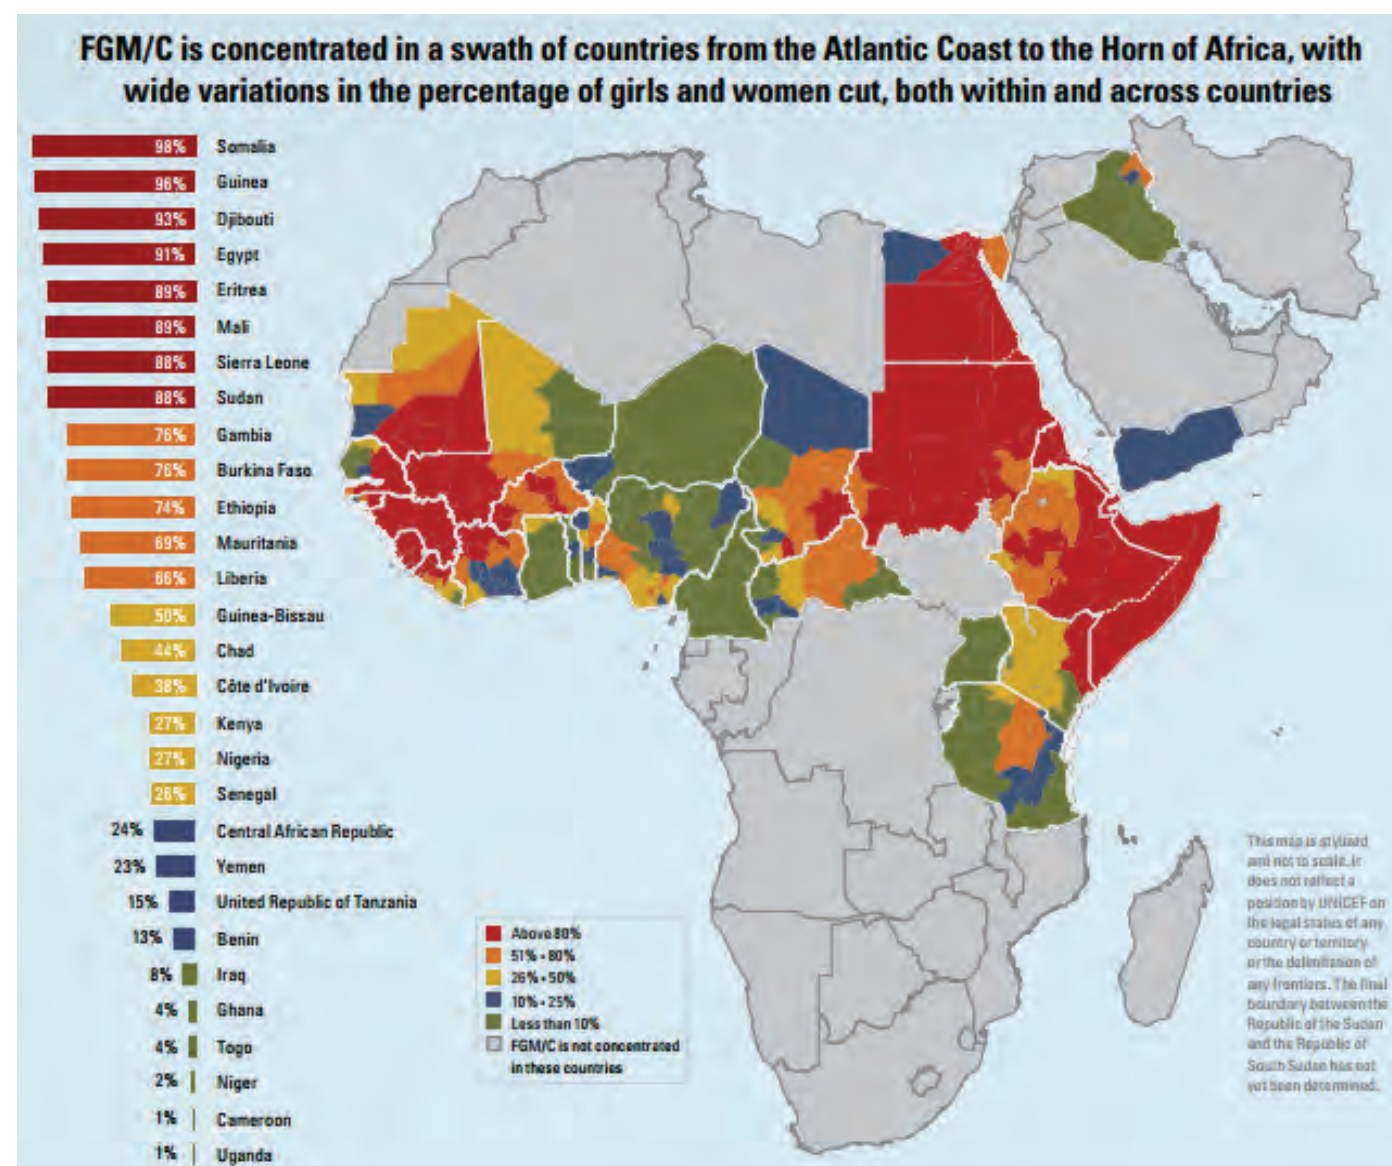 FGM/C is concentrated in a swath of countries from the Atlantic Coast to the Horn of Africa, with
wide variations in the percentage of girls and women cut, both within and across countries
98% Somalia
96% Guinea
93% Djibouti
91% Egypt
89% Eritrea
89% Mali
88% Sierra Leone
88% Sudan
76% Gambia
76% Burkina Faso
74% Ethiopia
69% Mauritania
66% Liberia
50% Guinea-Bissau
44% Chad
38% Côte d'Ivoire
27% Kenya
27% Nigeria
26% Senegal
24% Central African Republic
23% Yemen
15% United Republic of Tanzania
13% Benin
8% Iraq
4% Ghana
4% Togo
2% Niger
1% Cameroon
1% Uganda
Above 80%
51% - 80%
26% - 50%
10% - 25%
Less than 10%
FGM/C is not concentrated
in these countries
This map is stylized
and not to scale. It
does not reflect a
position by UNICEF on
the legal status of any
country or territory
or the delimitation of
any frontiers. The final
boundary between the
Republic of the Sudan
and the Republic of
South Sudan has not
yet been determined.